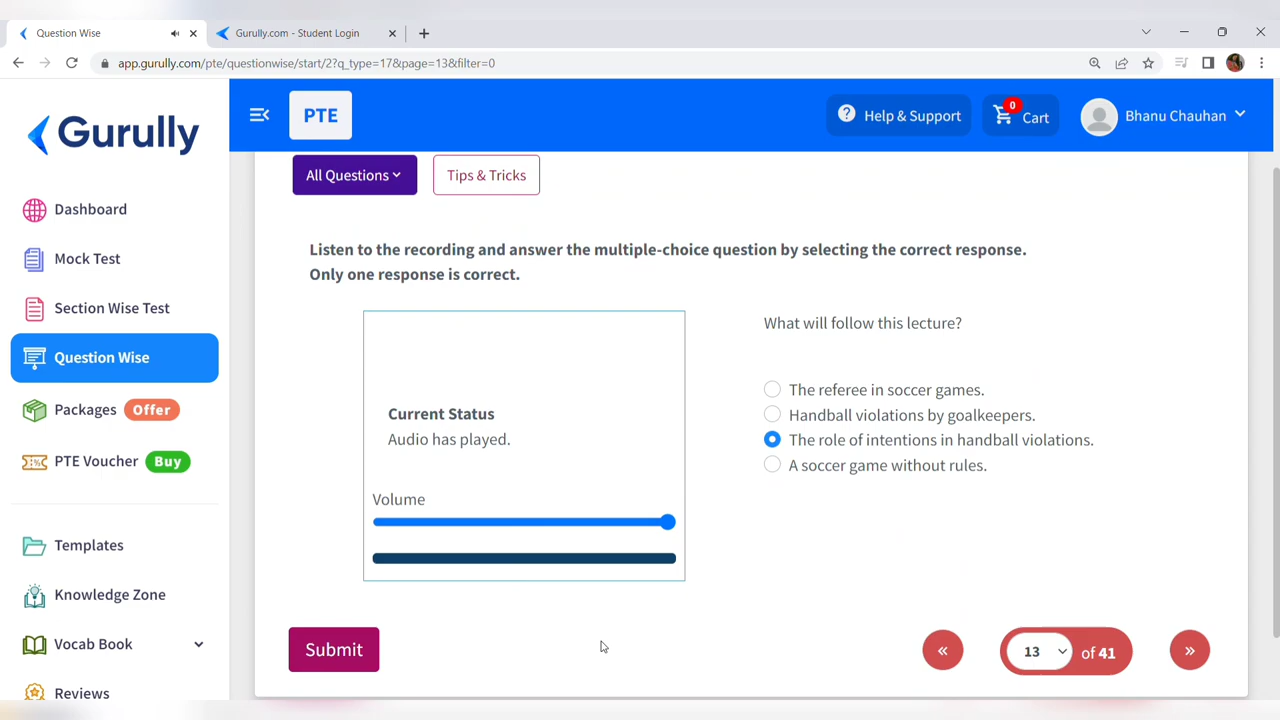 Question Wise
Gurully.com - Student Login
app.gurully.com/pte/questionwise/start/2?q_type=17&page=13&filter=0
Gurully
PTE
Help & Support
0
Cart
Bhanu Chauhan
All Questions
Tips & Tricks
Dashboard
Mock Test
Section Wise Test
Question Wise
Packages Offer
PTE Voucher Buy
Templates
Knowledge Zone
Vocab Book
Reviews
Listen to the recording and answer the multiple-choice question by selecting the correct response.
Only one response is correct.
Current Status
Audio has played.
Volume
What will follow this lecture?
The referee in soccer games.
Handball violations by goalkeepers.
The role of intentions in handball violations.
A soccer game without rules.
Submit
«
13 of 41
»